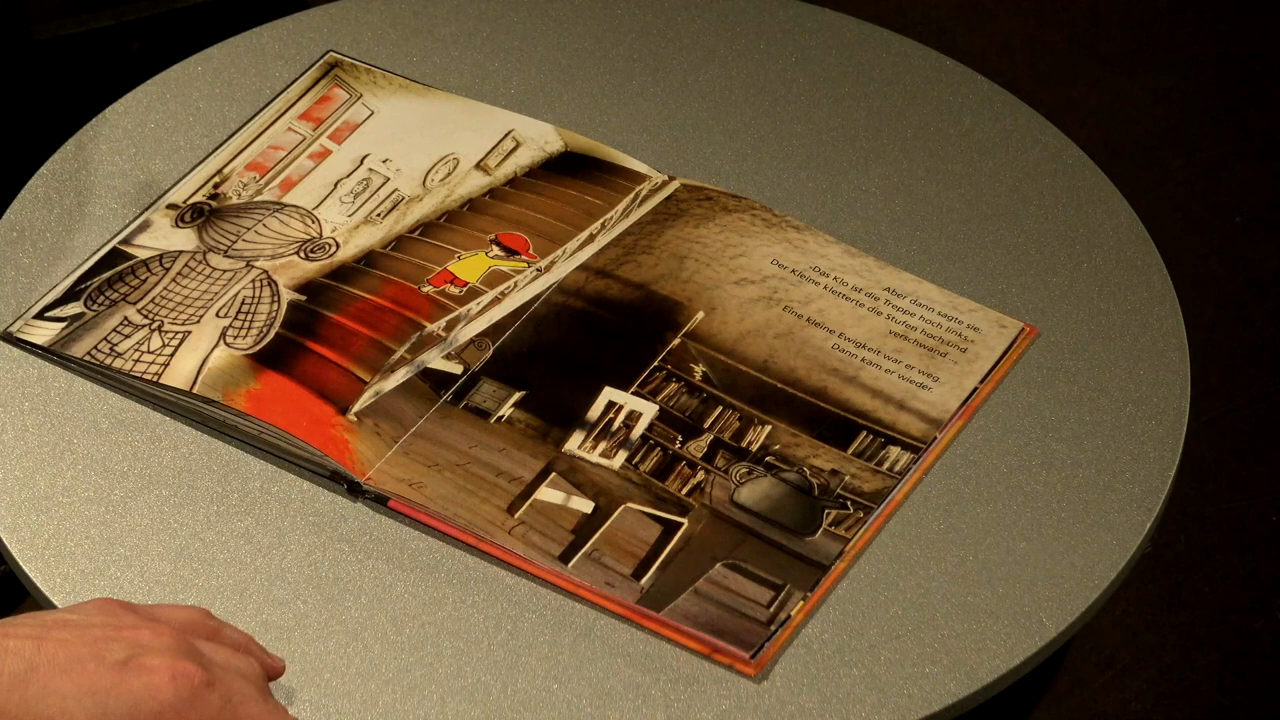 Aber dann sagte sie:
»Das Klo ist die Treppe hoch links.«
Der Kleine kletterte die Stufen hoch und
verschwand ...
Eine kleine Ewigkeit war er weg.
Dann kam er wieder.